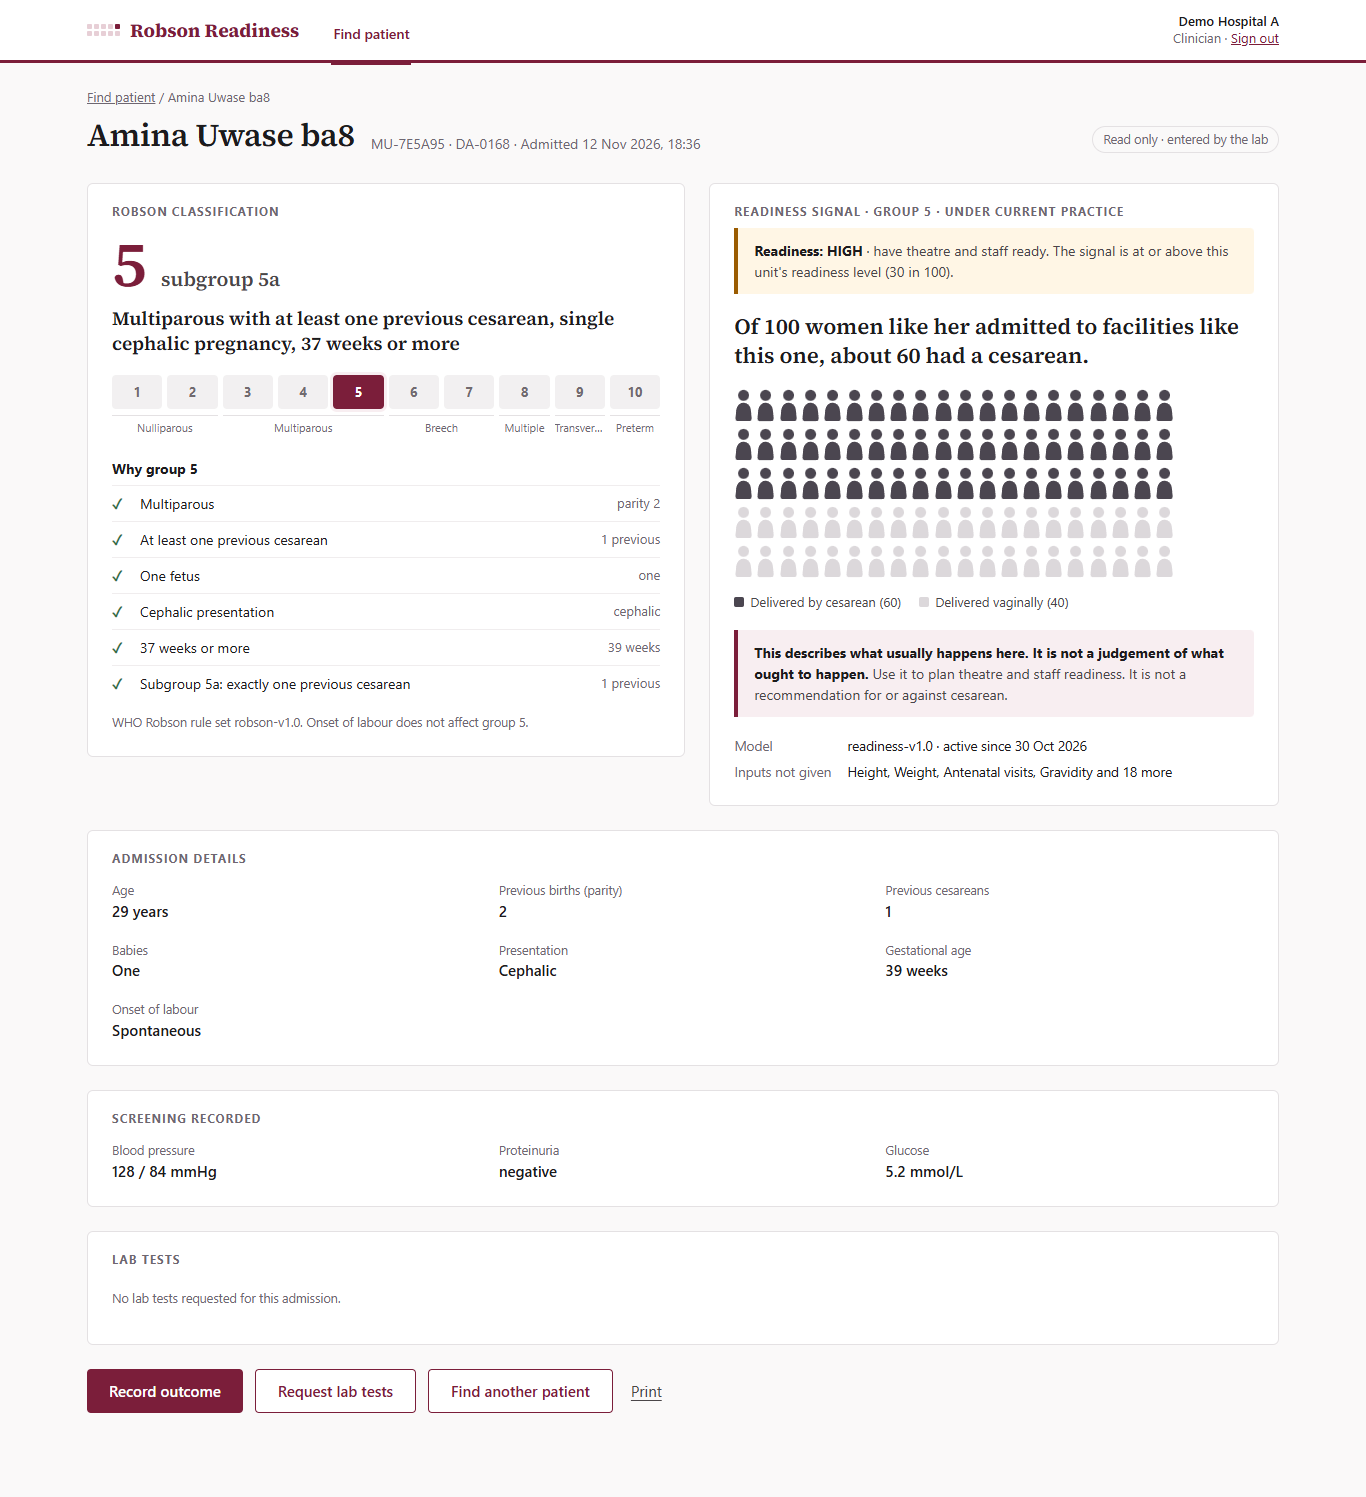 Robson Readiness
Find patient
Demo Hospital A
Clinician · Sign out
Find patient / Amina Uwase ba8
Amina Uwase ba8
MU-7E5A95 · DA-0168 · Admitted 12 Nov 2026, 18:36
Read only · entered by the lab
ROBSON CLASSIFICATION
5 subgroup 5a
Multiparous with at least one previous cesarean, single
cephalic pregnancy, 37 weeks or more
1 2 3 4 5 6 7 8 9 10
Nulliparous Multiparous Breech Multiple Transver... Preterm
Why group 5
✓ Multiparous parity 2
✓ At least one previous cesarean 1 previous
✓ One fetus one
✓ Cephalic presentation cephalic
✓ 37 weeks or more 39 weeks
✓ Subgroup 5a: exactly one previous cesarean 1 previous
WHO Robson rule set robson-v1.0. Onset of labour does not affect group 5.
READINESS SIGNAL · GROUP 5 · UNDER CURRENT PRACTICE
Readiness: HIGH · have theatre and staff ready. The signal is at or above this
unit's readiness level (30 in 100).
Of 100 women like her admitted to facilities like
this one, about 60 had a cesarean.
Delivered by cesarean (60) Delivered vaginally (40)
This describes what usually happens here. It is not a judgement of what
ought to happen. Use it to plan theatre and staff readiness. It is not a
recommendation for or against cesarean.
Model readiness-v1.0 · active since 30 Oct 2026
Inputs not given Height, Weight, Antenatal visits, Gravidity and 18 more
ADMISSION DETAILS
Age Previous births (parity) Previous cesareans
29 years 2 1
Babies Presentation Gestational age
One Cephalic 39 weeks
Onset of labour
Spontaneous
SCREENING RECORDED
Blood pressure Proteinuria Glucose
128 / 84 mmHg negative 5.2 mmol/L
LAB TESTS
No lab tests requested for this admission.
Record outcome Request lab tests Find another patient Print